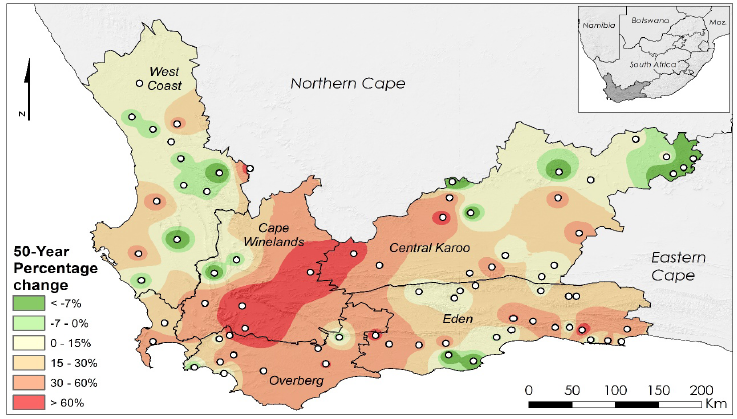 Namibia
Botswana
Moz.
South Africa
West
Coast
Northern Cape
N
Cape
Winelands
Central Karoo
Eastern
Cape
Eden
Overberg
50-Year
Percentage
change
< -7%
-7 - 0%
0 - 15%
15 - 30%
30 - 60%
> 60%
0 50 100 150 200
Km